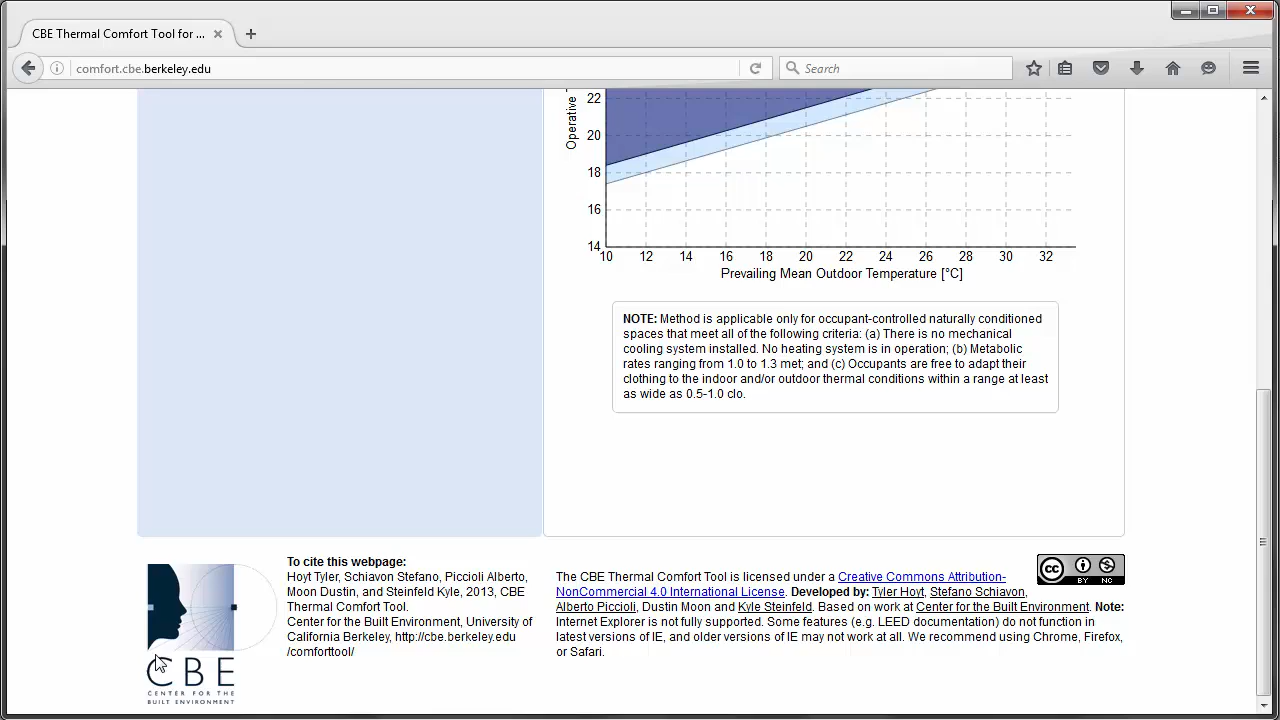 CBE Thermal Comfort Tool for ...
comfort.cbe.berkeley.edu
Search
Operative
22
20
18
16
14
10 12 14 16 18 20 22 24 26 28 30 32
Prevailing Mean Outdoor Temperature [°C]
NOTE: Method is applicable only for occupant-controlled naturally conditioned
spaces that meet all of the following criteria: (a) There is no mechanical
cooling system installed. No heating system is in operation; (b) Metabolic
rates ranging from 1.0 to 1.3 met; and (c) Occupants are free to adapt their
clothing to the indoor and/or outdoor thermal conditions within a range at least
as wide as 0.5-1.0 clo.
CBE
CENTER FOR THE
BUILT ENVIRONMENT
To cite this webpage:
Hoyt Tyler, Schiavon Stefano, Piccioli Alberto,
Moon Dustin, and Steinfeld Kyle, 2013, CBE
Thermal Comfort Tool.
Center for the Built Environment, University of
California Berkeley, http://cbe.berkeley.edu
/comforttool/
cc
BY NC
The CBE Thermal Comfort Tool is licensed under a Creative Commons Attribution-
NonCommercial 4.0 International License. Developed by: Tyler Hoyt, Stefano Schiavon,
Alberto Piccioli, Dustin Moon and Kyle Steinfeld. Based on work at Center for the Built Environment. Note:
Internet Explorer is not fully supported. Some features (e.g. LEED documentation) do not function in
latest versions of IE, and older versions of IE may not work at all. We recommend using Chrome, Firefox,
or Safari.